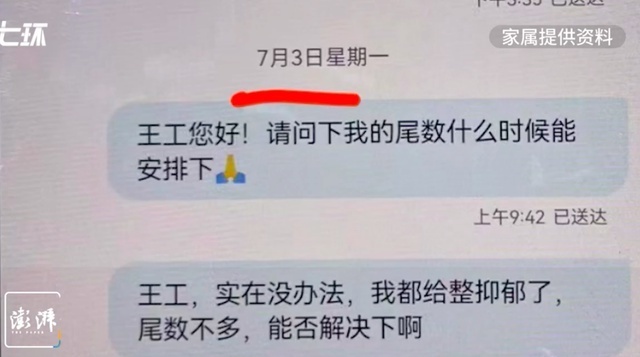 下午3:35 已送达
七环
家属提供资料
7月3日星期一
王工您好！请问下我的尾数什么时候能
安排下🙏
上午9:42 已送达
王工，实在没办法，我都给整抑郁了，
尾数不多，能否解决下啊
澎湃
THE PAPER